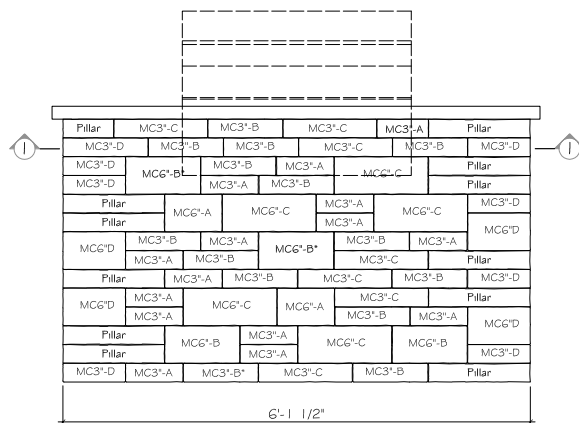 Pillar MC3"-C MC3"-B MC3"-C MC3"-A Pillar
1 MC3"-D MC3"-B MC3"-B MC3"-C MC3"-B MC3"-D 1
MC3"-D MC6"-B* MC3"-B MC3"-A MC6"-C Pillar
MC3"-D MC3"-A MC3"-B Pillar
Pillar MC6"-A MC6"-C MC3"-A MC6"-C MC3"-D
Pillar MC3"-A MC6"D
MC6"D MC3"-B MC3"-A MC6"-B* MC3"-B MC3"-A
MC3"-A MC3"-B MC3"-C Pillar
Pillar MC3"-A MC3"-B MC3"-C MC3"-B MC3"-D
MC6"D MC3"-A MC6"-C MC6"-A MC3"-C Pillar
MC3"-A MC3"-B MC3"-A MC6"D
Pillar MC6"-B MC3"-A MC6"-C MC6"-B
Pillar MC3"-A MC3"-D
MC3"-D MC3"-A MC3"-B* MC3"-C MC3"-B Pillar
6'-1 1/2"